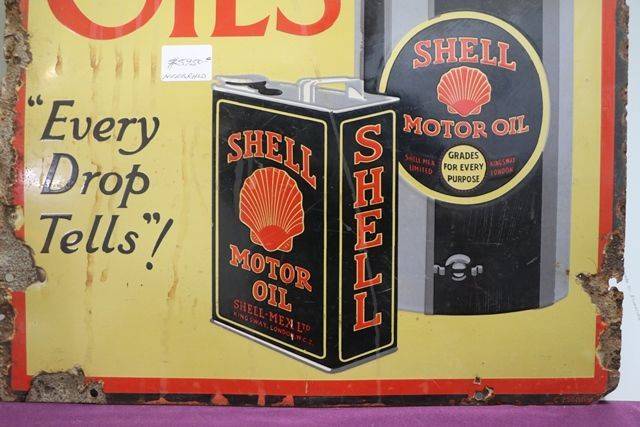 OILS
$5950
"Every
Drop
Tells"!
SHELL
MOTOR
OIL
SHELL-MEX LTD
KINGSWAY, LONDON, W.C.2.
SHELL
SHELL
MOTOR OIL
SHELL MEX
LIMITED
GRADES
FOR EVERY
PURPOSE
KINGSWAY
LONDON